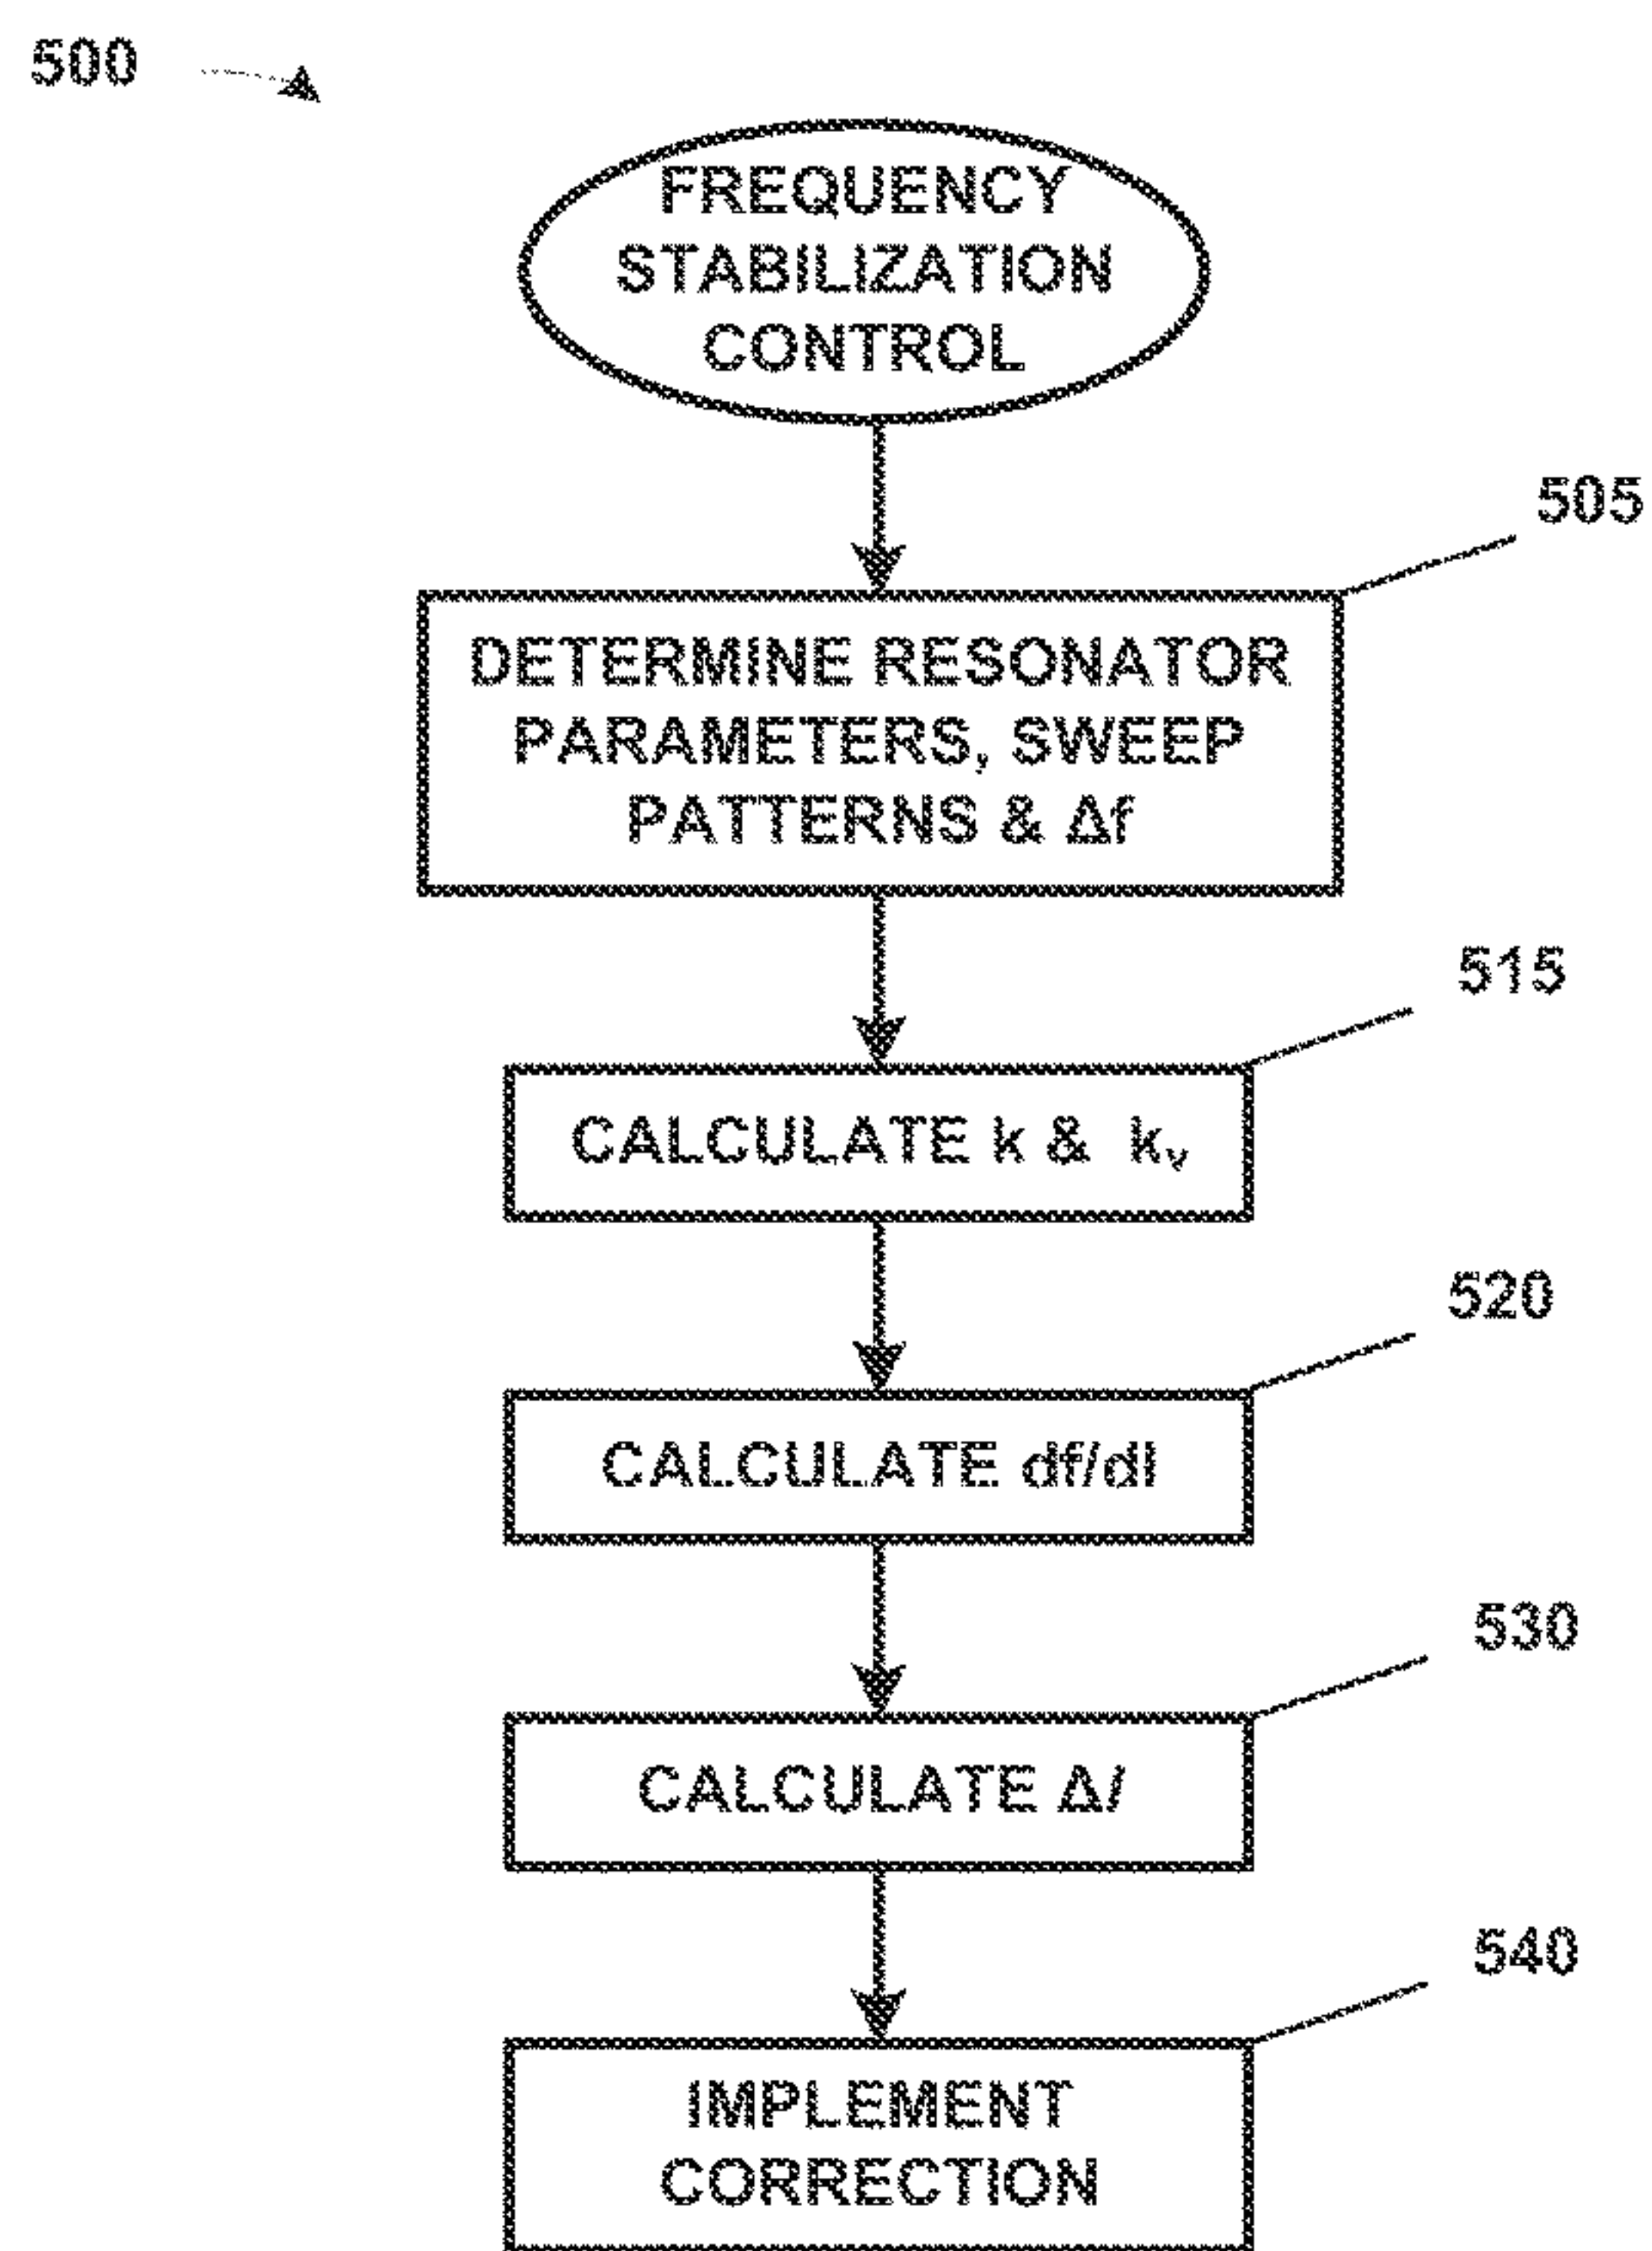 500
FREQUENCY
STABILIZATION
CONTROL
505
DETERMINE RESONATOR
PARAMETERS, SWEEP
PATTERNS & Δf
515
CALCULATE k & kᵥ
520
CALCULATE df/dl
530
CALCULATE Δl
540
IMPLEMENT
CORRECTION